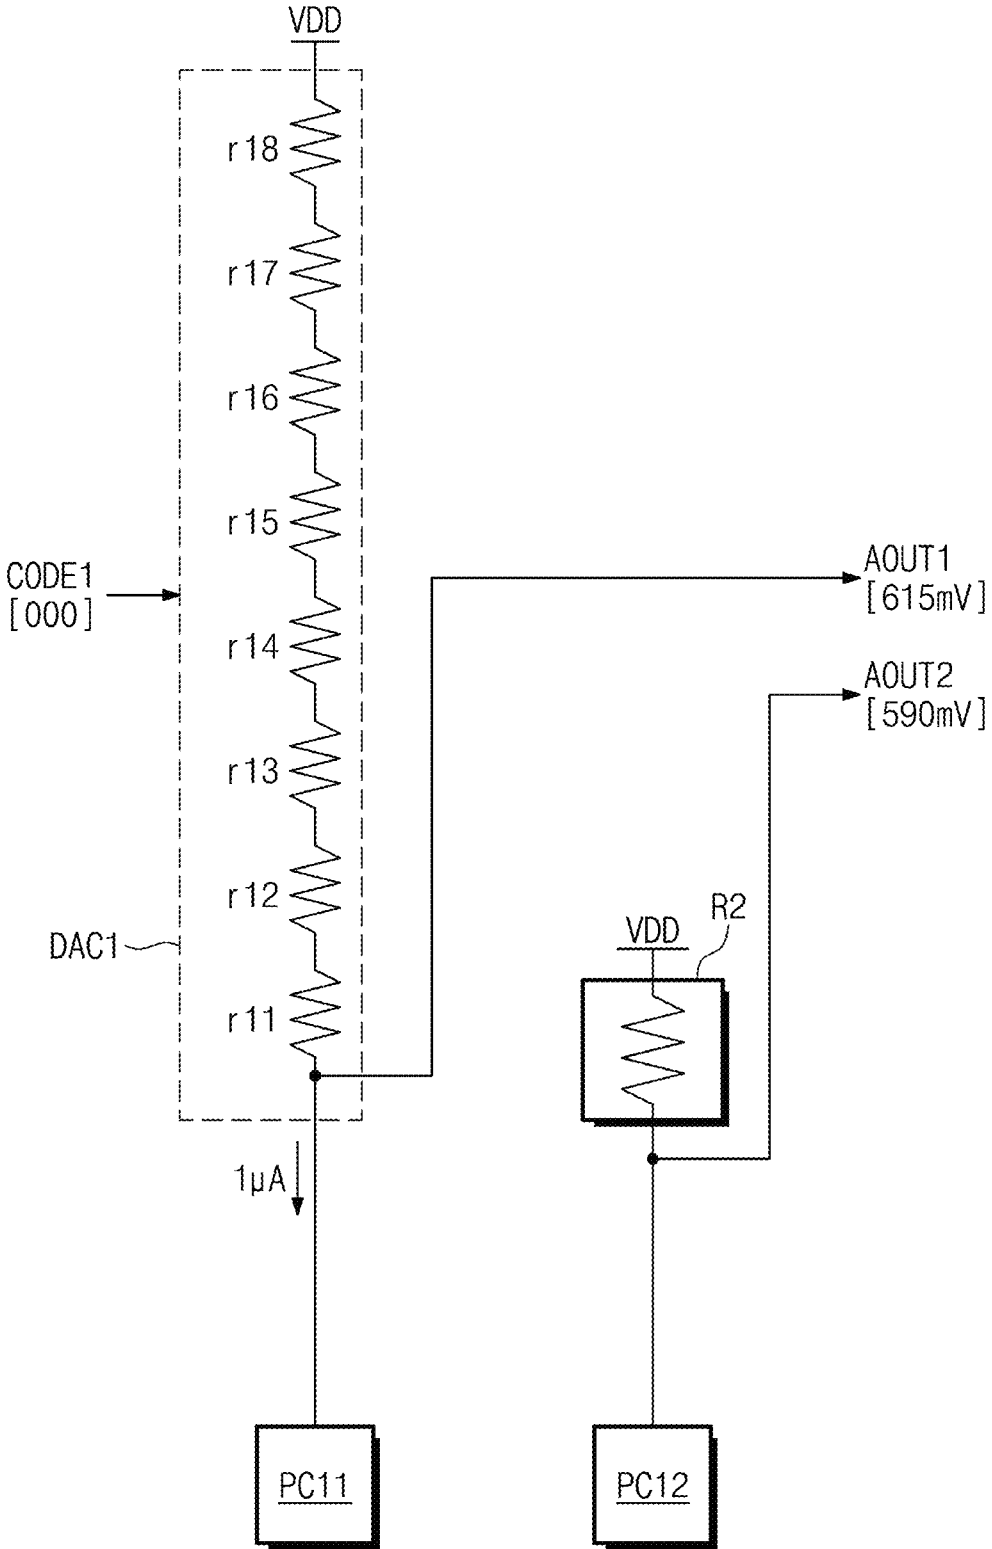 VDD
r18
r17
r16
r15
r14
r13
r12
r11
CODE1
[000]
DAC1
AOUT1
[615mV]
AOUT2
[590mV]
R2
VDD
1μA
PC11
PC12